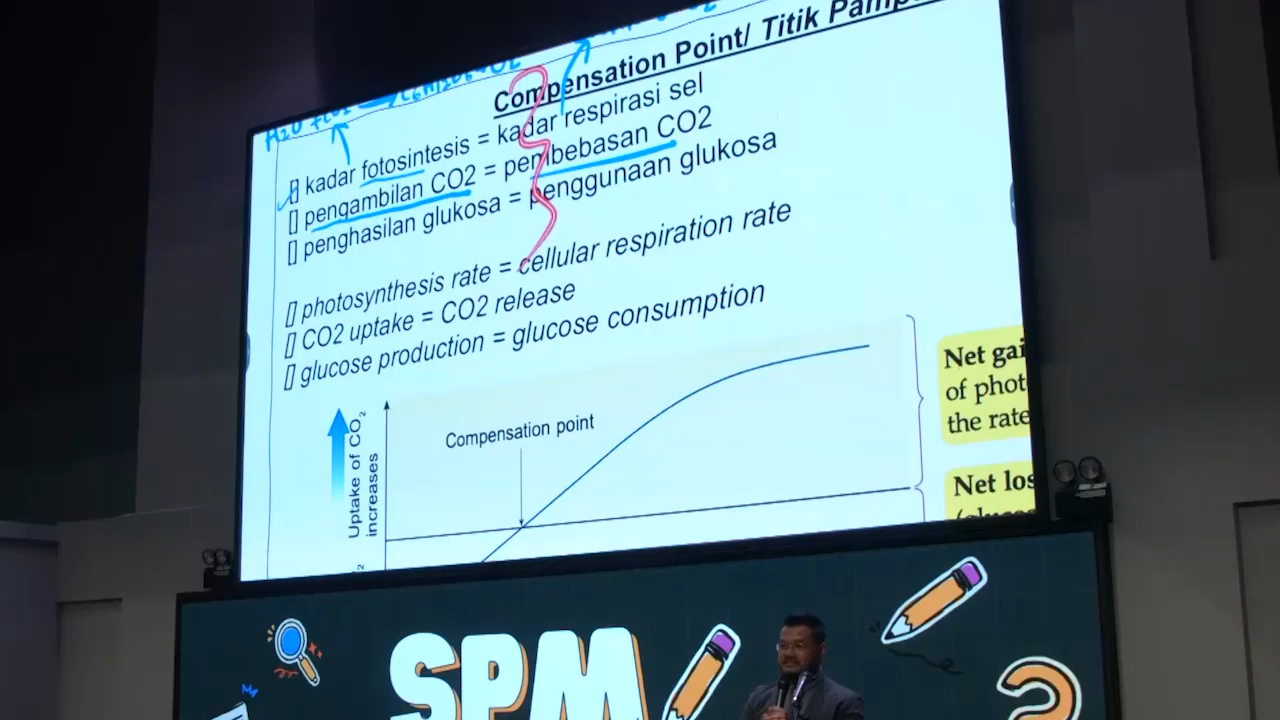 Compensation Point/ Titik
H2O
kadar fotosintesis = kadar respirasi sel
pengambilan CO2 = pembebasan CO2
penghasilan glukosa = penggunaan glukosa
photosynthesis rate = cellular respiration rate
CO2 uptake = CO2 release
glucose production = glucose consumption
Uptake of CO₂
increases
Compensation point
Net gai
of phot
the rate
Net los
SPM